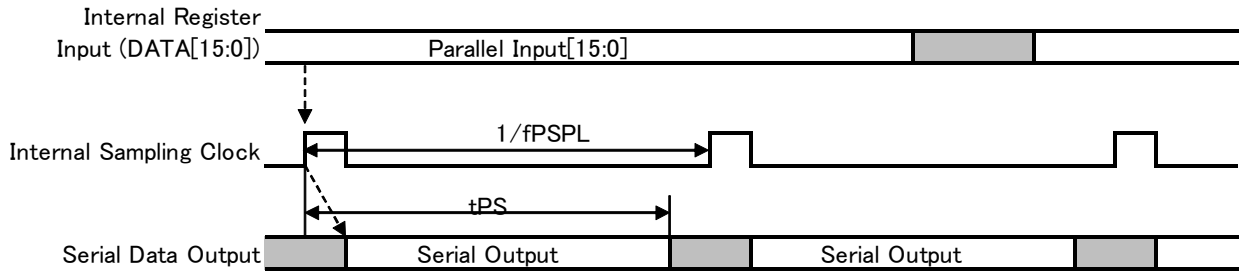 Internal Register
Input (DATA[15:0])
Parallel Input[15:0]
1/fPSPL
Internal Sampling Clock
tPS
Serial Data Output
Serial Output
Serial Output